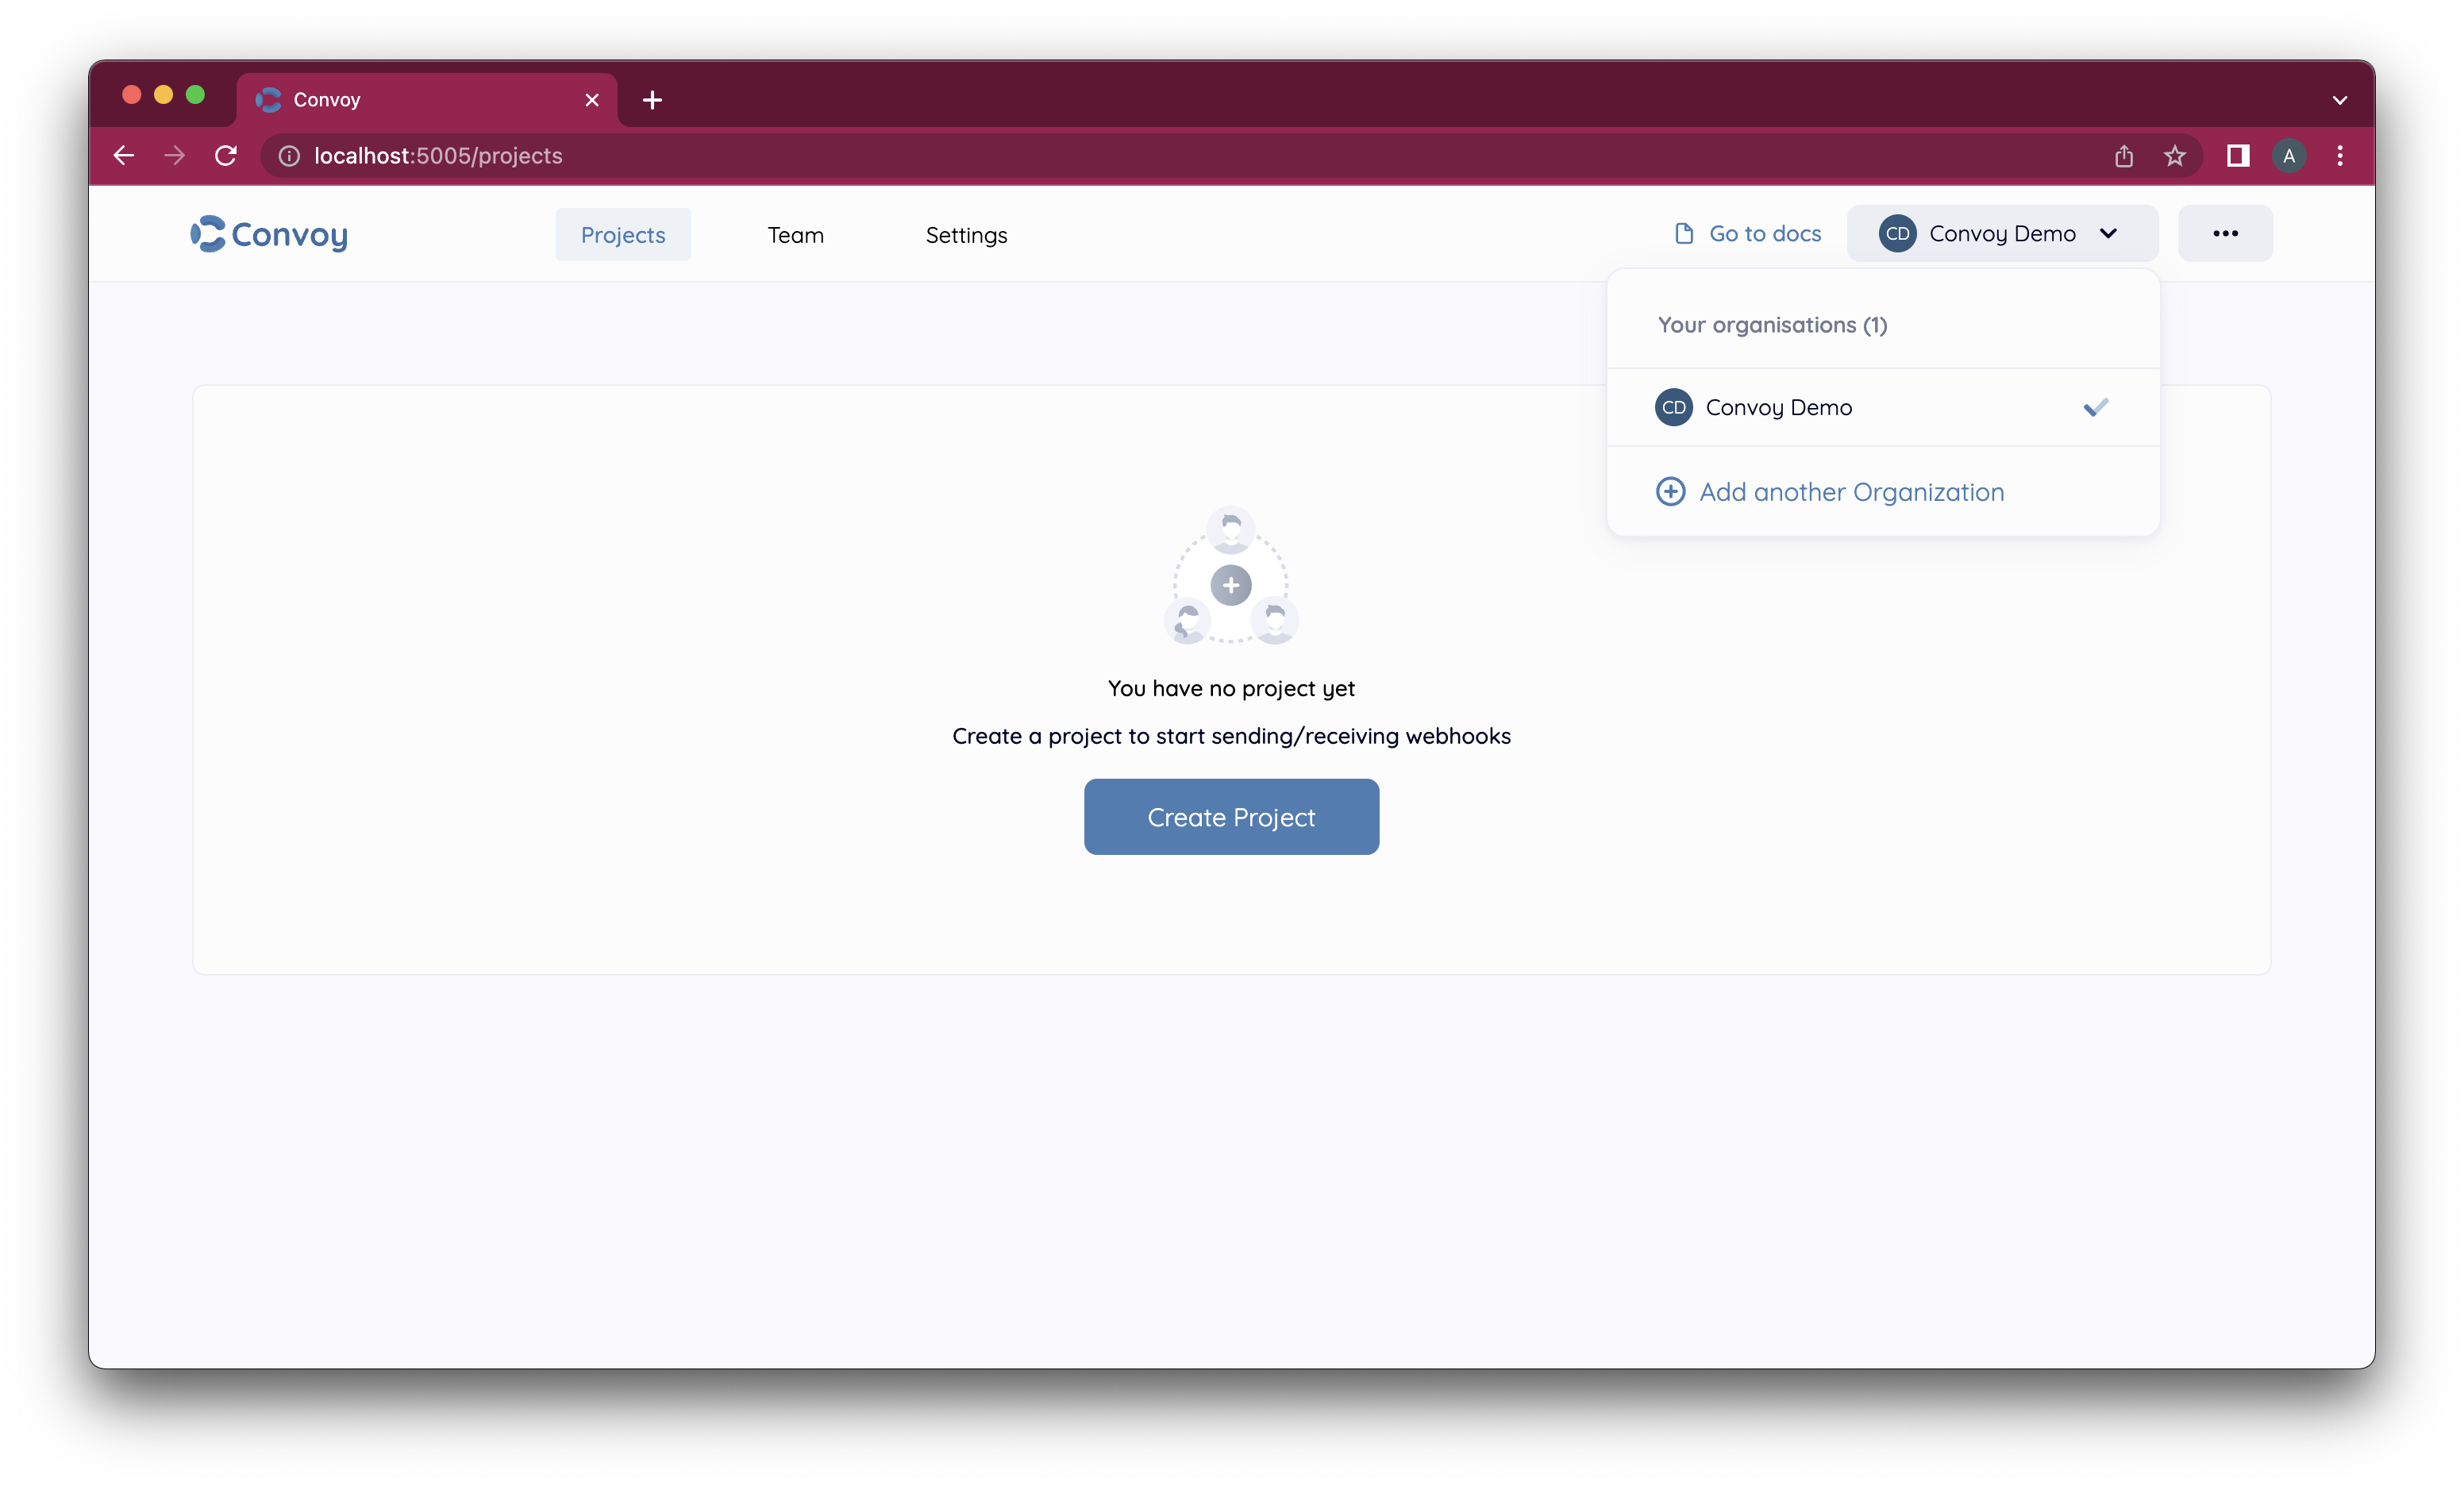 Convoy
localhost:5005/projects
A
Convoy
Projects
Team
Settings
Go to docs
CD
Convoy Demo
Your organisations (1)
CD
Convoy Demo
Add another Organization
You have no project yet
Create a project to start sending/receiving webhooks
Create Project